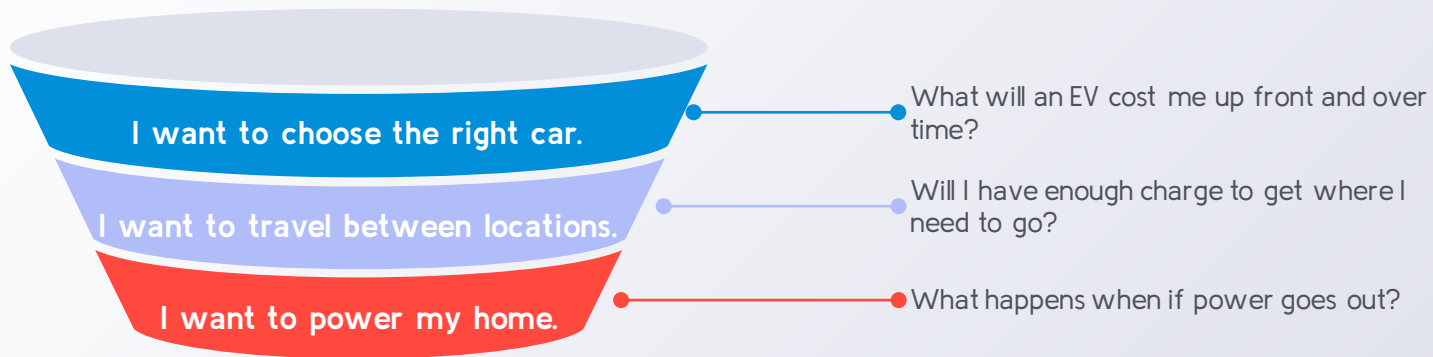 I want to choose the right car.
What will an EV cost me up front and over
time?
I want to travel between locations.
Will I have enough charge to get where I
need to go?
I want to power my home.
What happens when if power goes out?